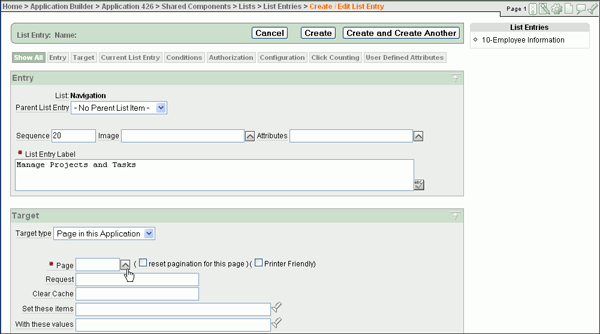 Home > Application Builder > Application 426 > Shared Components > Lists > List Entries > Create / Edit List Entry
Page 1
List Entry: Name:
Cancel
Create
Create and Create Another
List Entries
10-Employee Information
Show All
Entry
Target
Current List Entry
Conditions
Authorization
Configuration
Click Counting
User Defined Attributes
Entry
List: Navigation
Parent List Entry
- No Parent List Item -
Sequence 20 Image Attributes
* List Entry Label
Manage Projects and Tasks
Target
Target type Page in this Application
* Page ( reset pagination for this page ) ( Printer Friendly)
Request
Clear Cache
Set these items
With these values